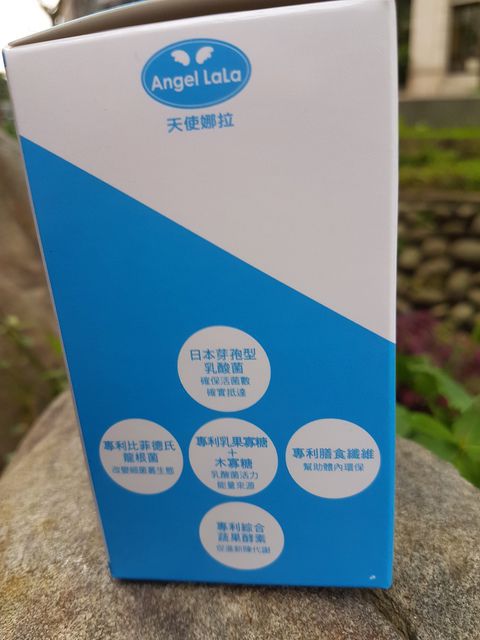 Angel LaLa
天使娜拉
日本芽孢型
乳酸菌
確保活菌數
確實抵達
專利比菲德氏
龍根菌
改變細菌叢生態
專利乳果寡糖
+
木寡糖
乳酸菌活力
能量來源
專利膳食纖維
幫助體內環保
專利綜合
蔬果酵素
促進新陳代謝